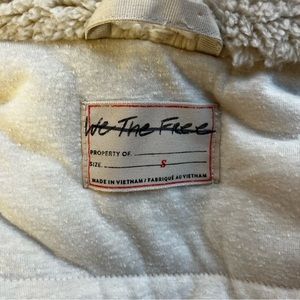 We The Free
PROPERTY OF
SIZE S
MADE IN VIETNAM / FABRIQUÉ AU VIETNAM